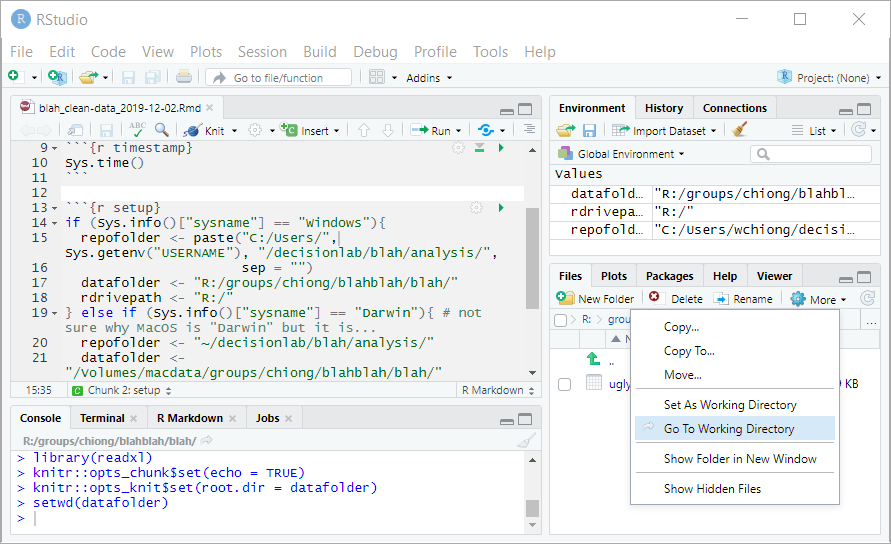 RStudio
File Edit Code View Plots Session Build Debug Profile Tools Help
Go to file/function Addins Project: (None)
blah_clean-data_2019-12-02.Rmd
ABC Knit Insert Run
9 ```{r timestamp}
10 Sys.time()
11 ```
12
13 ```{r setup}
14 if (Sys.info()["sysname"] == "Windows"){
15 repofolder <- paste("C:/Users/",
Sys.getenv("USERNAME"), "/decisionlab/blah/analysis/",
16 sep = "")
17 datafolder <- "R:/groups/chiong/blahblah/blah/"
18 rdrivepath <- "R:/"
19 } else if (Sys.info()["sysname"] == "Darwin"){ # not
sure why MacOS is "Darwin" but it is...
20 repofolder <- "~/decisionlab/blah/analysis/"
21 datafolder <-
"/volumes/macdata/groups/chiong/blahblah/blah/"
15:35 C Chunk 2: setup R Markdown
Console Terminal R Markdown Jobs
R:/groups/chiong/blahblah/blah/
> library(readxl)
> knitr::opts_chunk$set(echo = TRUE)
> knitr::opts_knit$set(root.dir = datafolder)
> setwd(datafolder)
>
Environment History Connections
Import Dataset List
Global Environment
Values
datafold… "R:/groups/chiong/blahbl…
rdrivepa… "R:/"
repofold… "C:/Users/wchiong/decisi…
Files Plots Packages Help Viewer
New Folder Delete Rename More
R: grou ...
..
ugly 9 KB
Copy...
Copy To...
Move...
Set As Working Directory
Go To Working Directory
Show Folder in New Window
Show Hidden Files